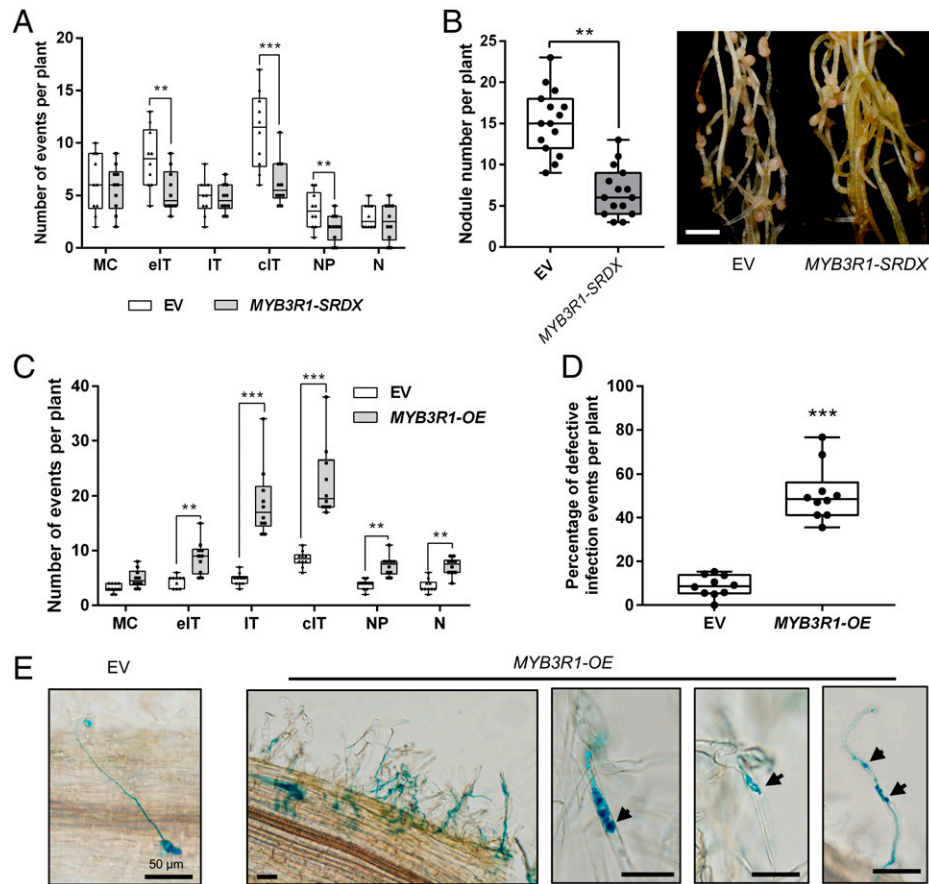 A
Number of events per plant
20
15
10
5
0
** *** **
MC eIT IT cIT NP N
EV MYB3R1-SRDX
B
Nodule number per plant
25
20
15
10
5
0
**
EV MYB3R1-SRDX
EV MYB3R1-SRDX
C
Number of events per plant
40
30
20
10
0
** *** *** ** **
EV
MYB3R1-OE
MC eIT IT cIT NP N
D
Percentage of defective
infection events per plant
100
80
60
40
20
0
***
EV MYB3R1-OE
E
EV MYB3R1-OE
50 µm